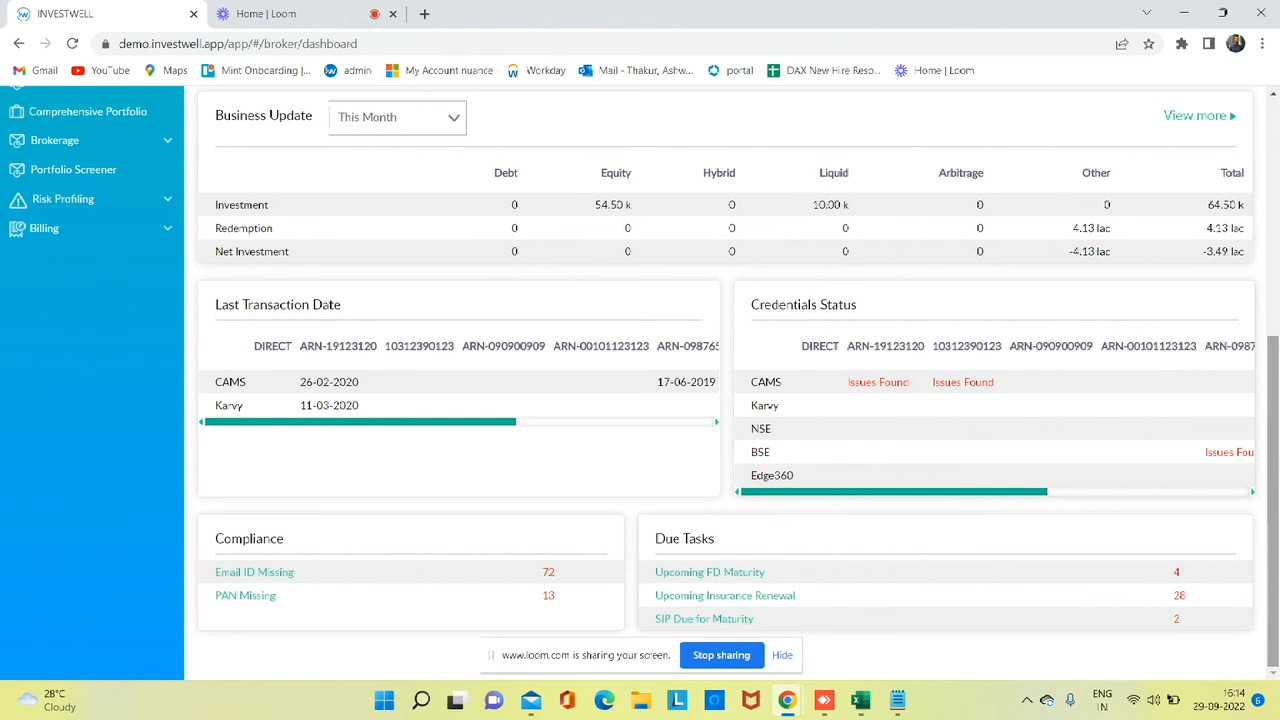 INVESTWELL
Home | Loom
demo.investwell.app/app/#/broker/dashboard
Gmail YouTube Maps Mint Onboarding |... admin My Account nuance Workday Mail - Thakur, Ashw... portal DAX New Hire Reso... Home | Loom
Comprehensive Portfolio
Brokerage
Portfolio Screener
Risk Profiling
Billing
Business Update This Month View more
Debt Equity Hybrid Liquid Arbitrage Other Total
Investment 0 54.50 k 0 10.00 k 0 0 64.50 k
Redemption 0 0 0 0 0 4.13 lac 4.13 lac
Net Investment 0 0 0 0 0 -4.13 lac -3.49 lac
Last Transaction Date
DIRECT ARN-19123120 10312390123 ARN-090900909 ARN-00101123123 ARN-098765
CAMS 26-02-2020 17-06-2019
Karvy 11-03-2020
Credentials Status
DIRECT ARN-19123120 10312390123 ARN-090900909 ARN-00101123123 ARN-0987
CAMS Issues Found Issues Found
Karvy
NSE
BSE Issues Fou
Edge360
Compliance
Email ID Missing 72
PAN Missing 13
Due Tasks
Upcoming FD Maturity 4
Upcoming Insurance Renewal 28
SIP Due for Maturity 2
www.loom.com is sharing your screen. Stop sharing Hide
28°C
Cloudy
ENG
IN
16:14
29-09-2022
5